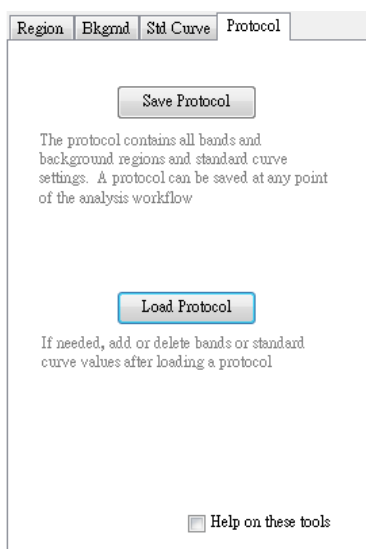 Region Bkgrnd Std Curve Protocol
Save Protocol
The protocol contains all bands and
background regions and standard curve
settings. A protocol can be saved at any point
of the analysis workflow
Load Protocol
If needed, add or delete bands or standard
curve values after loading a protocol
Help on these tools